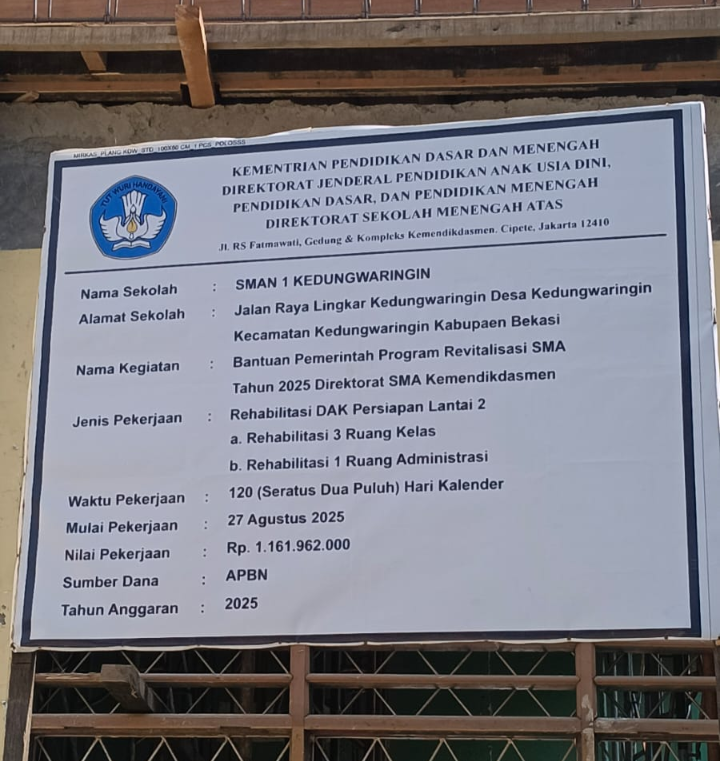 MIRKAS_PLANG KDW_STD_100X80 CM_1 PCS_POLOSSS
KEMENTRIAN PENDIDIKAN DASAR DAN MENENGAH
DIREKTORAT JENDERAL PENDIDIKAN ANAK USIA DINI,
PENDIDIKAN DASAR, DAN PENDIDIKAN MENENGAH
DIREKTORAT SEKOLAH MENENGAH ATAS
Jl. RS Fatmawati, Gedung & Kompleks Kemendikdasmen. Cipete, Jakarta 12410
TUT WURI HANDAYANI
Nama Sekolah : SMAN 1 KEDUNGWARINGIN
Alamat Sekolah : Jalan Raya Lingkar Kedungwaringin Desa Kedungwaringin
Kecamatan Kedungwaringin Kabupaen Bekasi
Nama Kegiatan : Bantuan Pemerintah Program Revitalisasi SMA
Tahun 2025 Direktorat SMA Kemendikdasmen
Jenis Pekerjaan : Rehabilitasi DAK Persiapan Lantai 2
a. Rehabilitasi 3 Ruang Kelas
b. Rehabilitasi 1 Ruang Administrasi
Waktu Pekerjaan : 120 (Seratus Dua Puluh) Hari Kalender
Mulai Pekerjaan : 27 Agustus 2025
Nilai Pekerjaan : Rp. 1.161.962.000
Sumber Dana : APBN
Tahun Anggaran : 2025